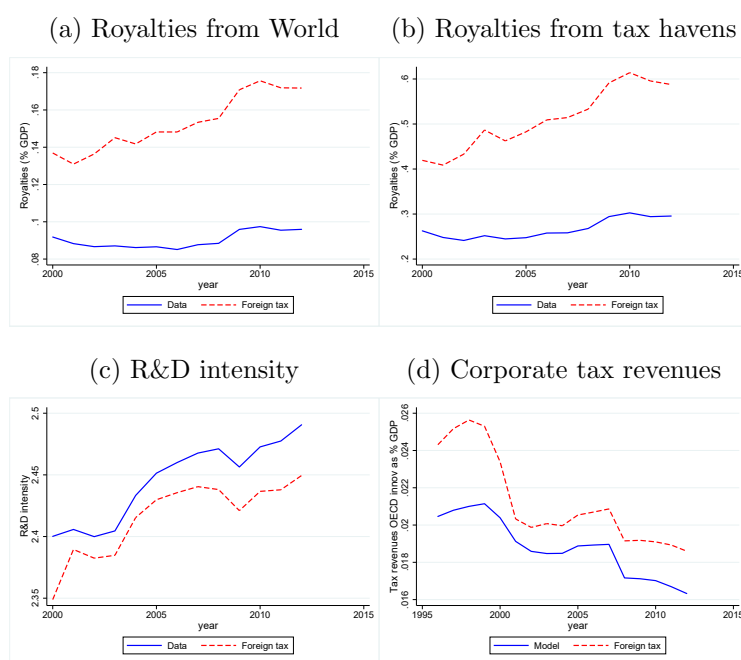 (a) Royalties from World
Royalties (% GDP)
.18
.16
.14
.12
.1
.08
2000
2005
2010
2015
year
Data
Foreign tax
(b) Royalties from tax havens
Royalties (% GDP)
.6
.5
.4
.3
.2
2000
2005
2010
2015
year
Data
Foreign tax
(c) R&D intensity
R&D intensity
2.5
2.45
2.4
2.35
2000
2005
2010
2015
year
Data
Foreign tax
(d) Corporate tax revenues
Tax revenues OECD innov as % GDP
.026
.024
.022
.02
.018
.016
1995
2000
2005
2010
2015
year
Model
Foreign tax